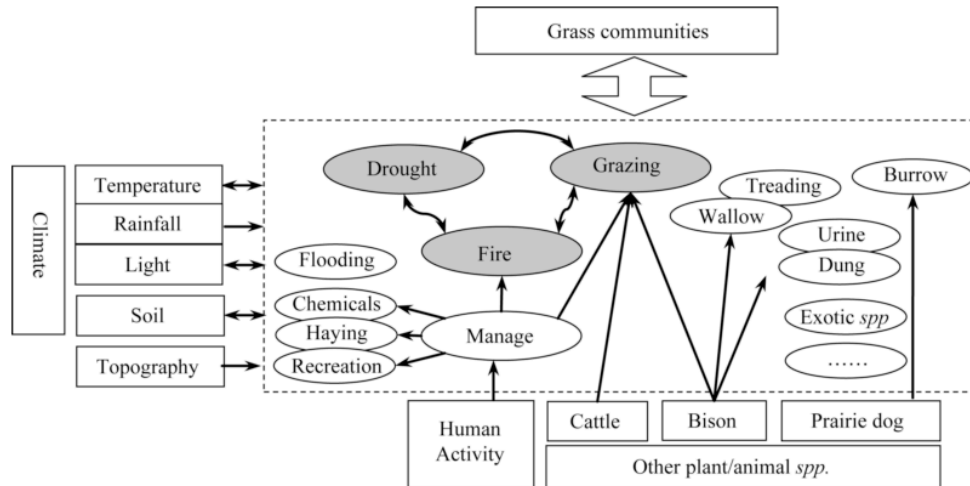 Grass communities
Drought
Grazing
Burrow
Treading
Wallow
Temperature
Rainfall
Light
Climate
Fire
Urine
Dung
Flooding
Chemicals
Haying
Recreation
Manage
Exotic spp
......
Soil
Topography
Human
Activity
Cattle
Bison
Prairie dog
Other plant/animal spp.